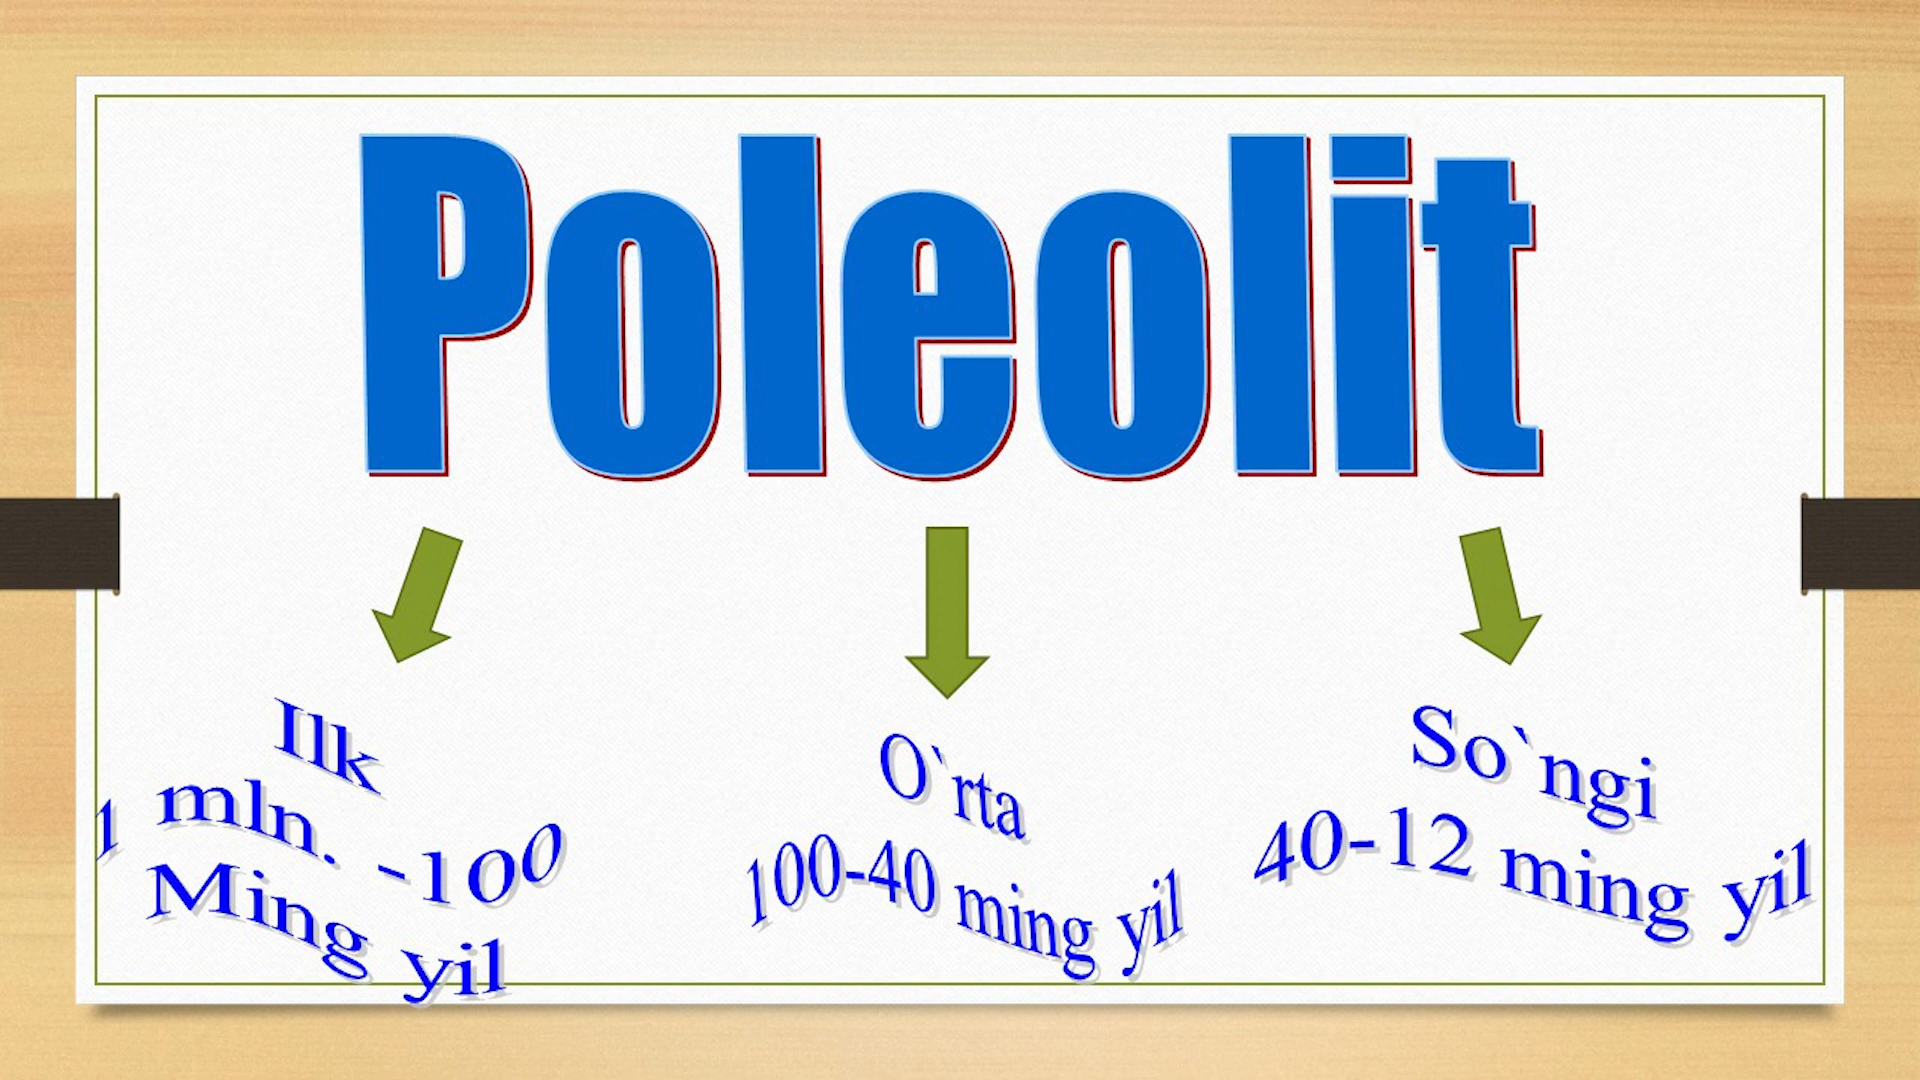 Poleolit
Ilk
1 mln. -100
Ming yil
O`rta
100-40 ming yil
So`ngi
40-12 ming yil